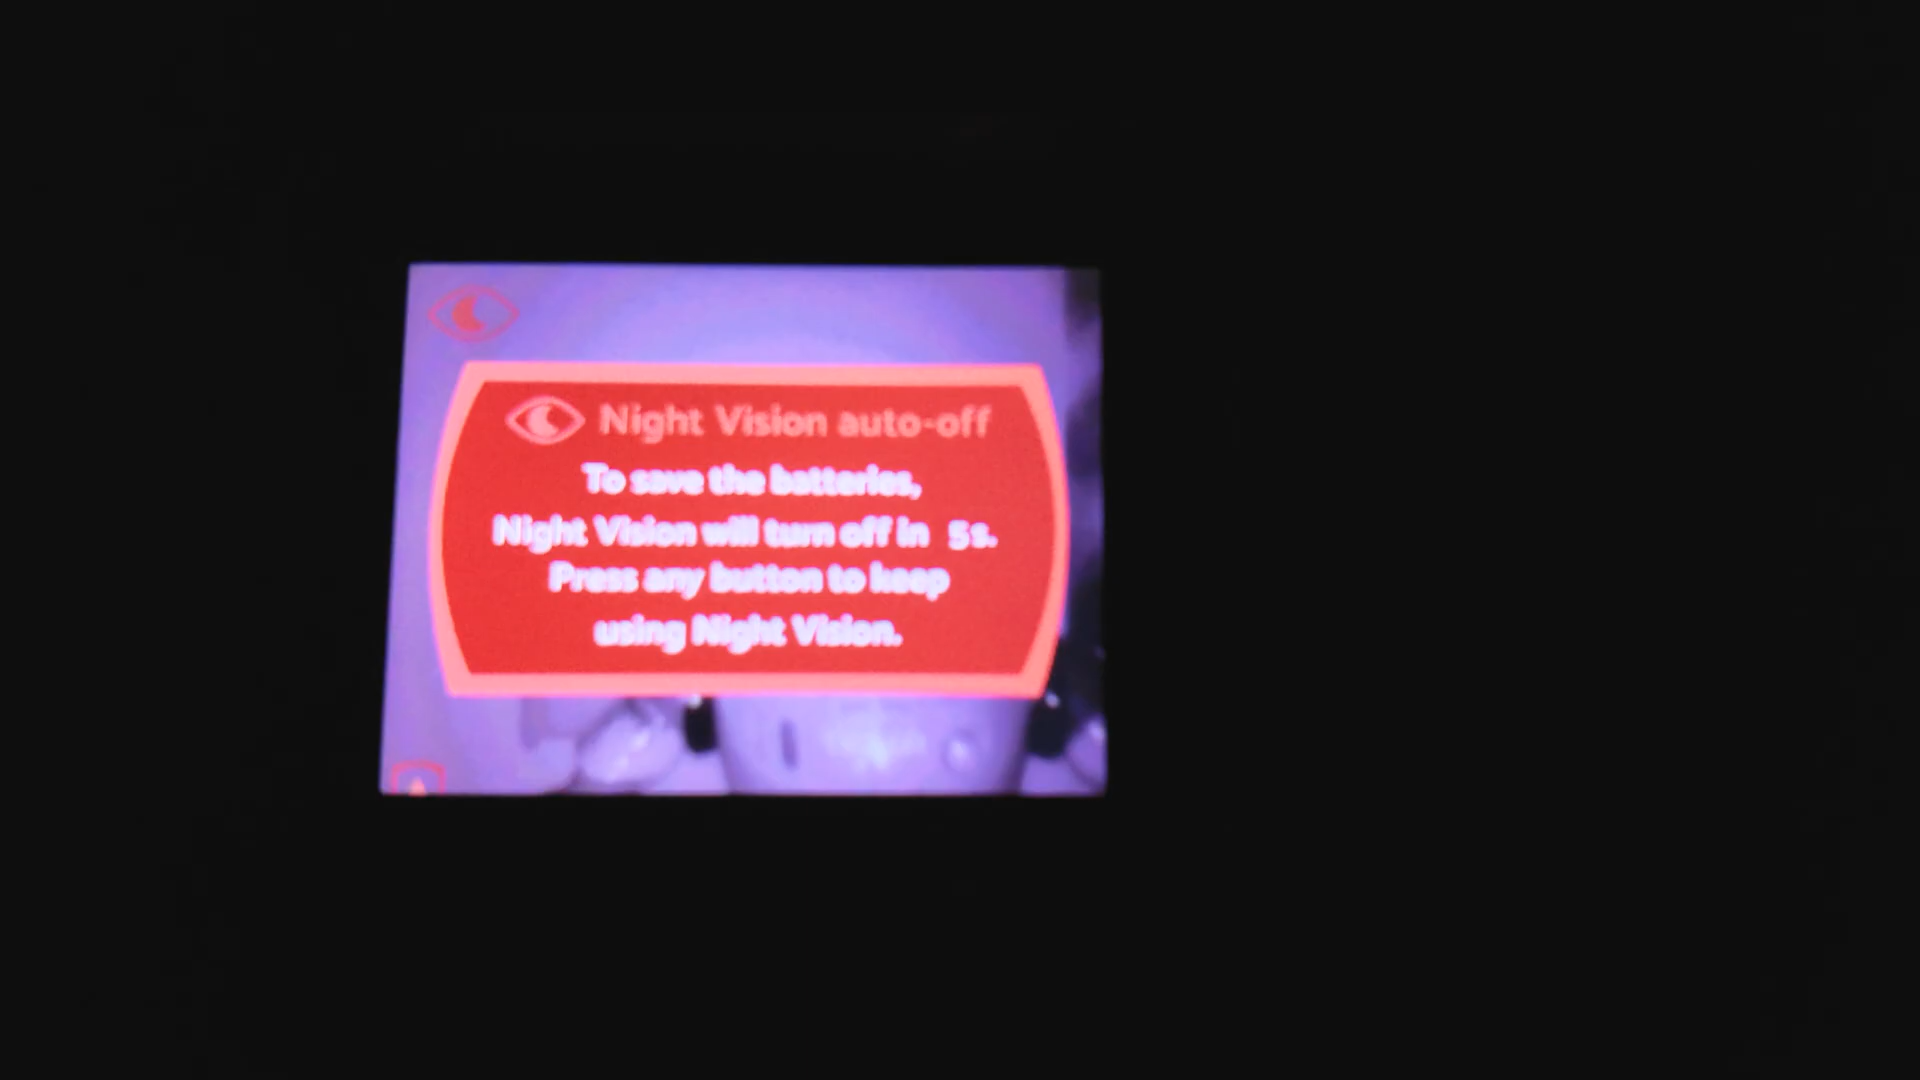 Night Vision auto-off
To save the batteries,
Night Vision will turn off in 5s.
Press any button to keep
using Night Vision.